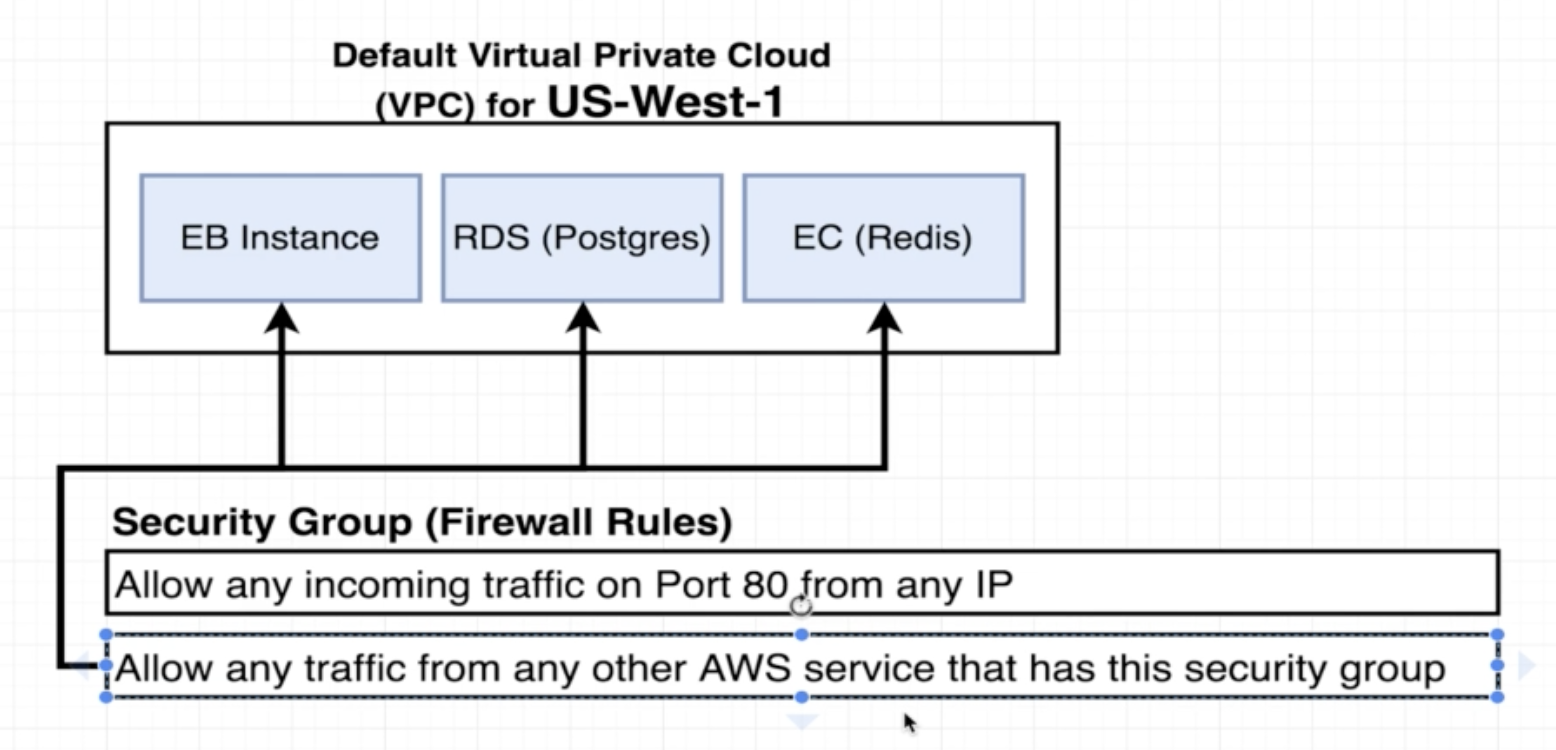 Default Virtual Private Cloud
(VPC) for US-West-1
EB Instance
RDS (Postgres)
EC (Redis)
Security Group (Firewall Rules)
Allow any incoming traffic on Port 80 from any IP
Allow any traffic from any other AWS service that has this security group